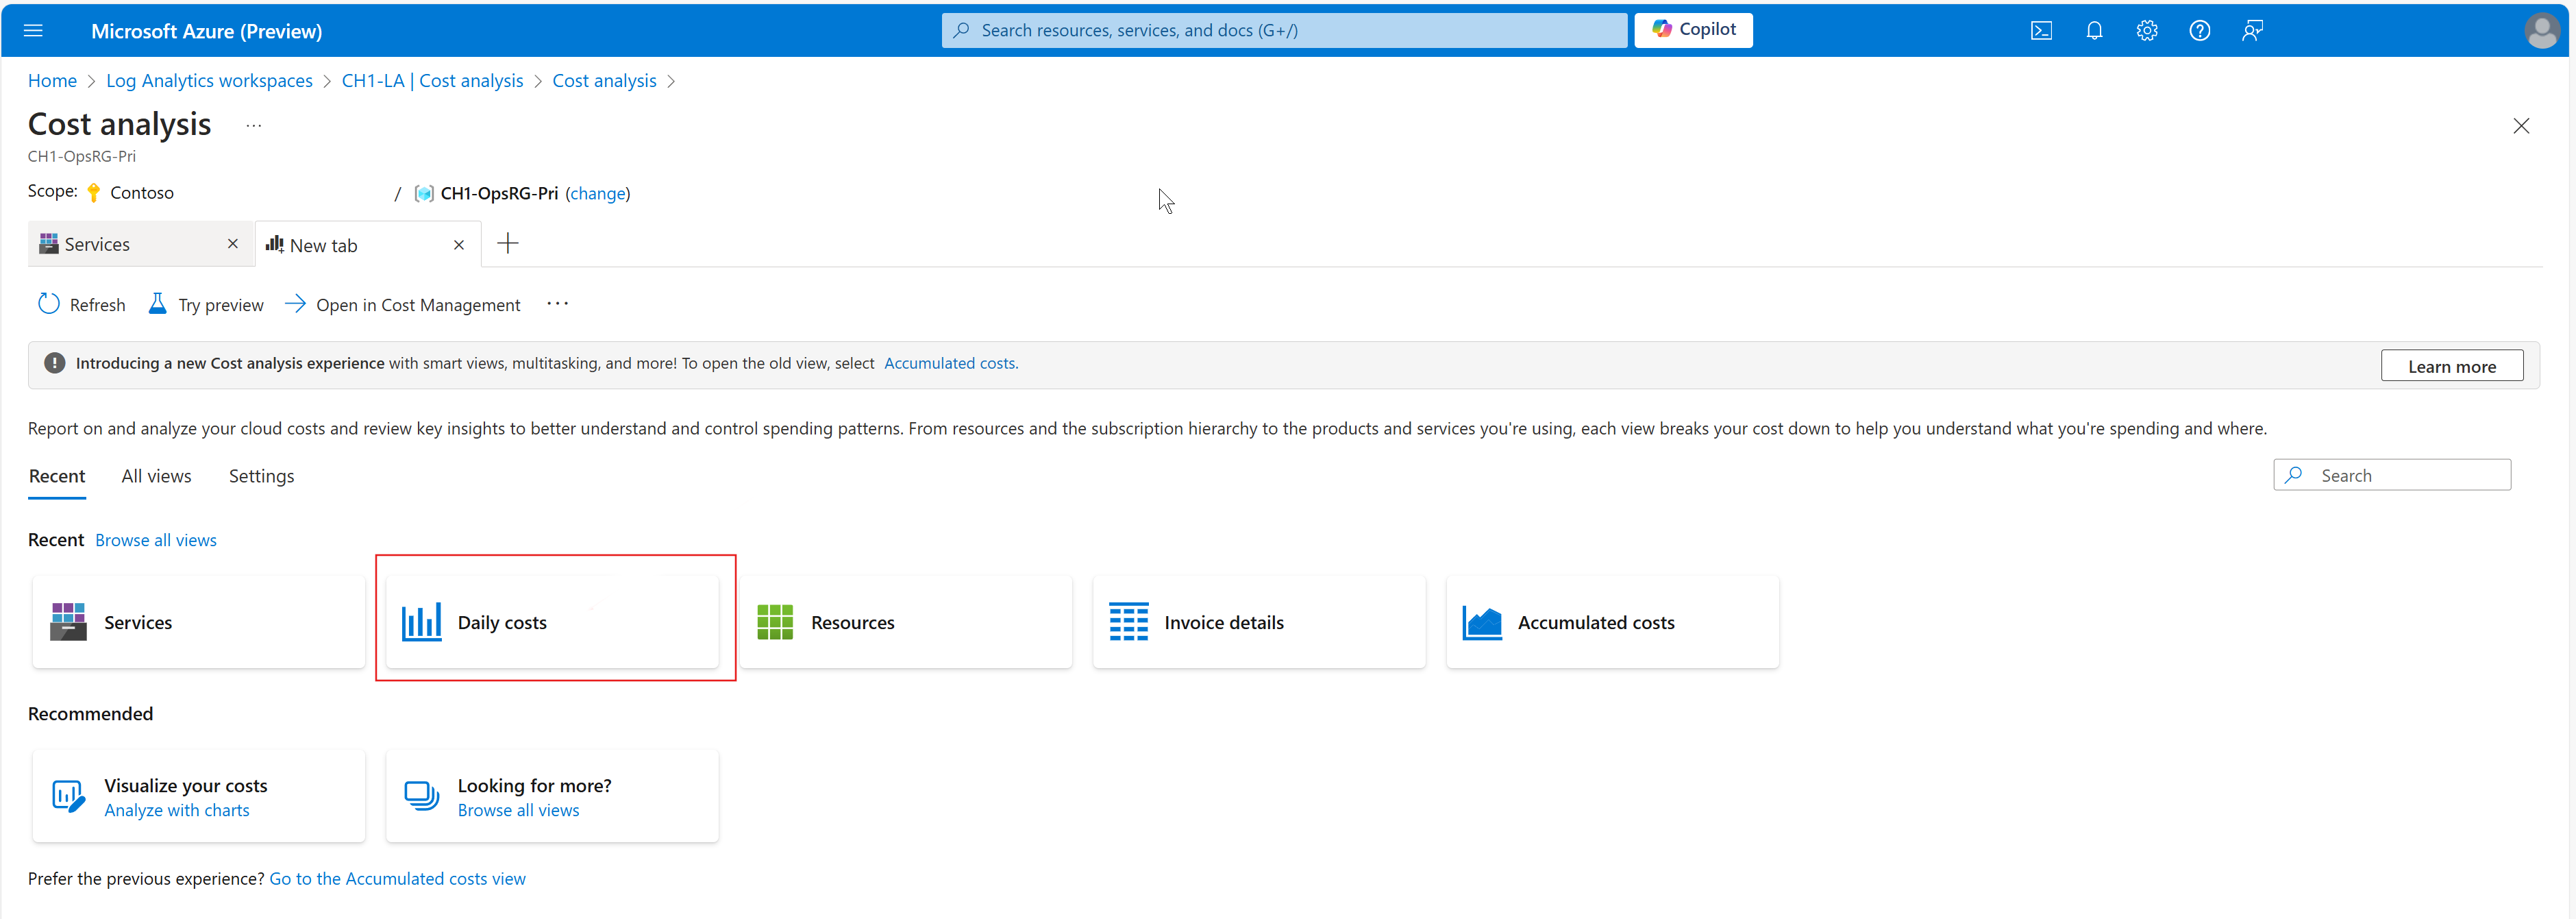 Microsoft Azure (Preview)
Search resources, services, and docs (G+/)
Copilot
Home > Log Analytics workspaces > CH1-LA | Cost analysis > Cost analysis >
Cost analysis ...
CH1-OpsRG-Pri
Scope: Contoso / CH1-OpsRG-Pri (change)
Services
New tab
Refresh
Try preview
Open in Cost Management
...
Introducing a new Cost analysis experience with smart views, multitasking, and more! To open the old view, select Accumulated costs.
Learn more
Report on and analyze your cloud costs and review key insights to better understand and control spending patterns. From resources and the subscription hierarchy to the products and services you're using, each view breaks your cost down to help you understand what you're spending and where.
Recent
All views
Settings
Search
Recent Browse all views
Services
Daily costs
Resources
Invoice details
Accumulated costs
Recommended
Visualize your costs
Analyze with charts
Looking for more?
Browse all views
Prefer the previous experience? Go to the Accumulated costs view